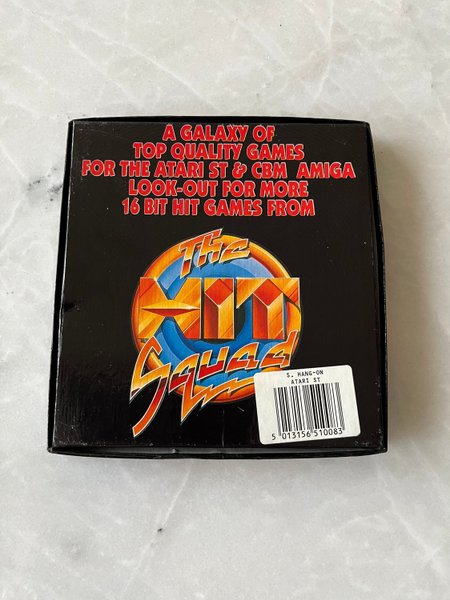 A GALAXY OF
TOP QUALITY GAMES
FOR THE ATARI ST & CBM AMIGA
LOOK-OUT FOR MORE
16 BIT HIT GAMES FROM
The
HIT
Squad
S. HANG-ON
ATARI ST
5 013156 510083